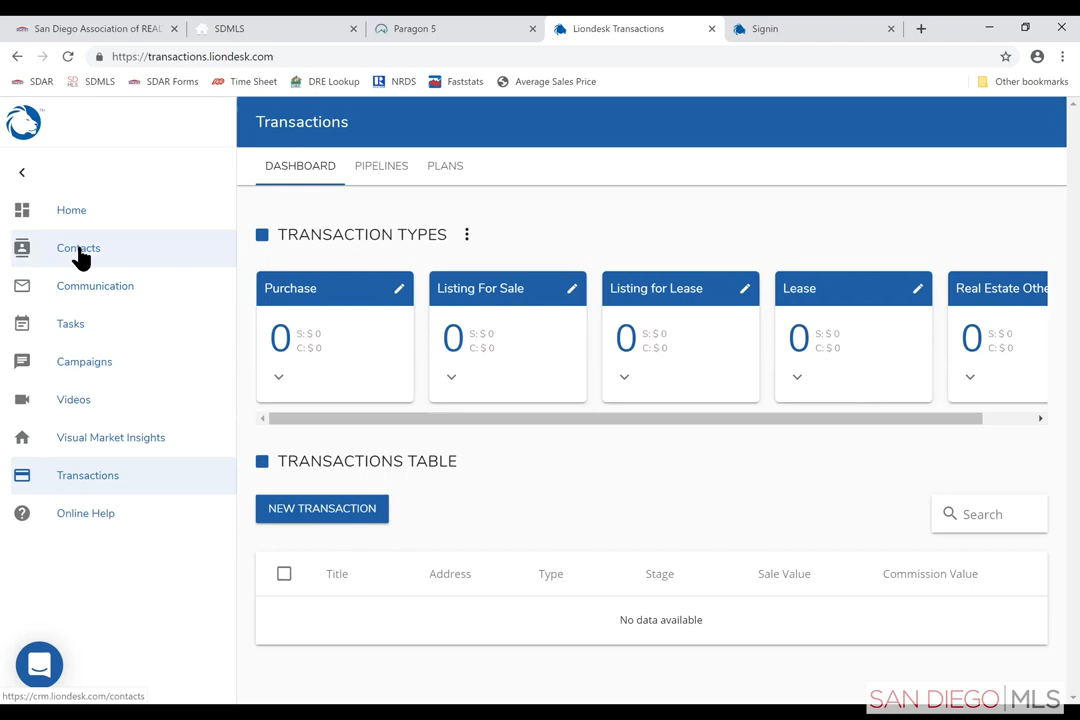 San Diego Association of REAL
SDMLS
Paragon 5
Liondesk Transactions
Signin
https://transactions.liondesk.com
SDAR
SDMLS
SDAR Forms
Time Sheet
DRE Lookup
NRDS
Faststats
Average Sales Price
Other bookmarks
Transactions
DASHBOARD
PIPELINES
PLANS
Home
Contacts
Communication
Tasks
Campaigns
Videos
Visual Market Insights
Transactions
Online Help
TRANSACTION TYPES
Purchase
0 S: $ 0
C: $ 0
Listing For Sale
0 S: $ 0
C: $ 0
Listing for Lease
0 S: $ 0
C: $ 0
Lease
0 S: $ 0
C: $ 0
Real Estate Othe
0 S: $ 0
C: $ 0
TRANSACTIONS TABLE
NEW TRANSACTION
Search
Title Address Type Stage Sale Value Commission Value
No data available
https://crm.liondesk.com/contacts
SAN DIEGO MLS